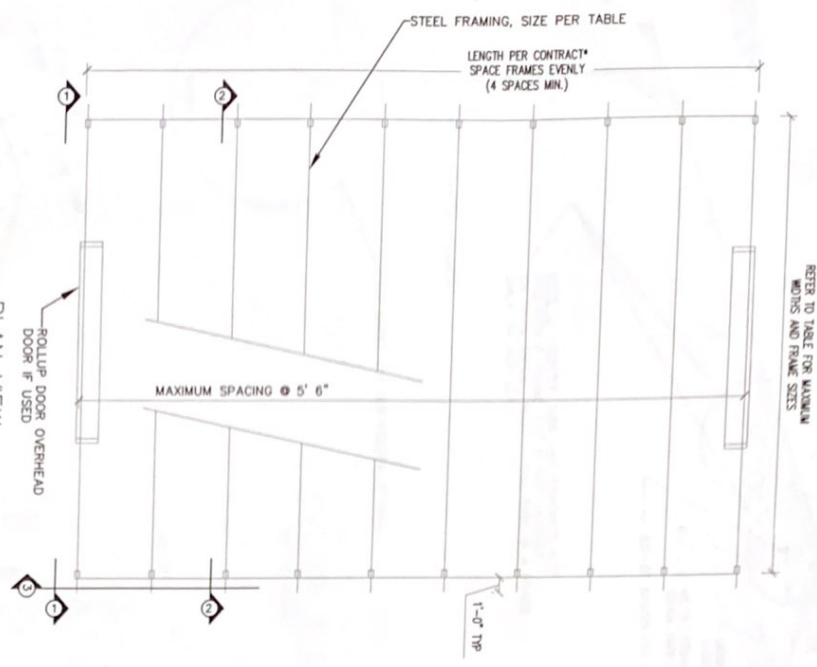 STEEL FRAMING, SIZE PER TABLE
LENGTH PER CONTRACT*
SPACE FRAMES EVENLY
(4 SPACES MIN.)
1
2
REFER TO TABLE FOR MAXIMUM
WIDTHS AND FRAME SIZES
ROLLUP DOOR OVERHEAD
DOOR IF USED
MAXIMUM SPACING @ 5' 6"
3
1
2
1'-0" TYP